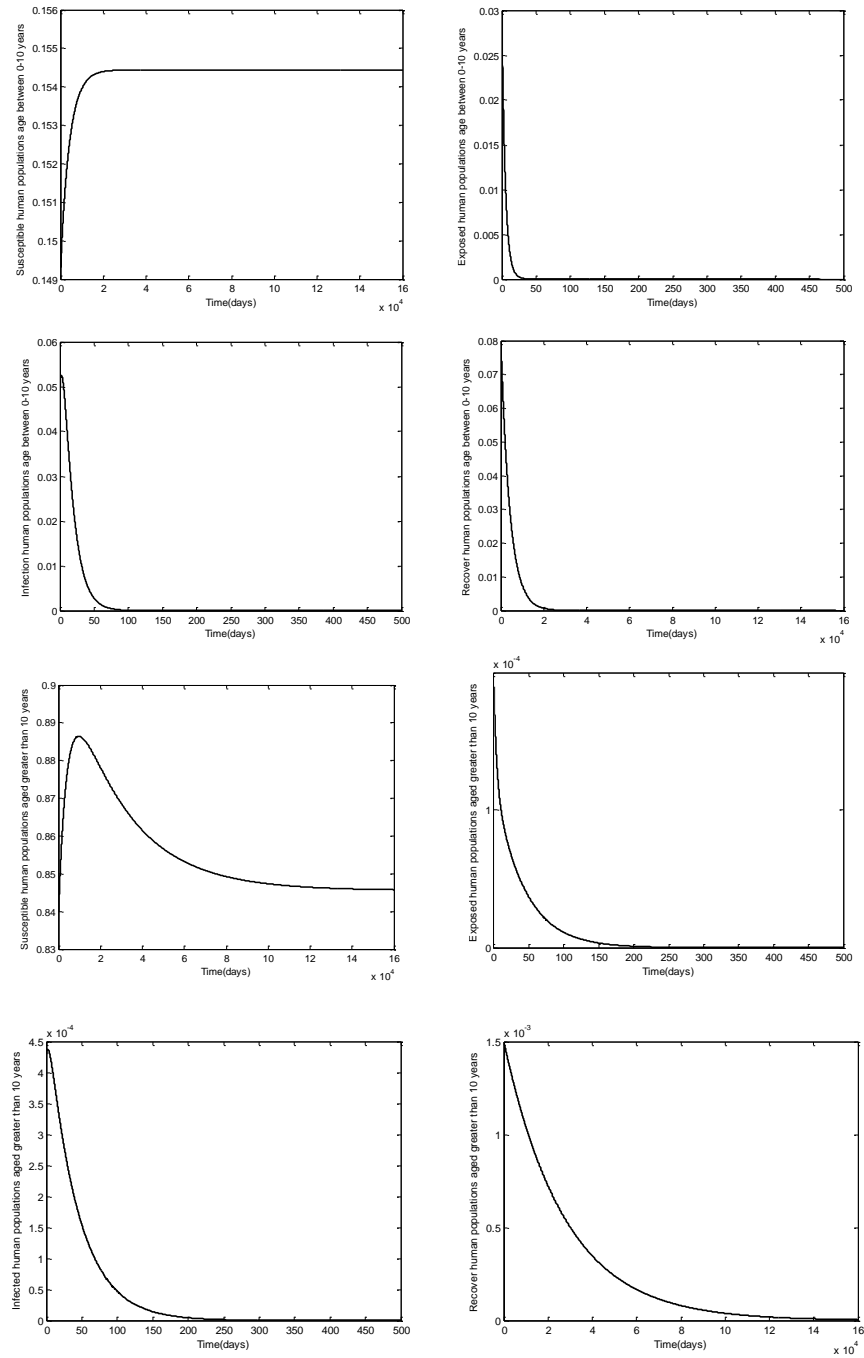 0.156
0.155
0.154
0.153
0.152
0.151
0.15
0.149
0 4 8 12 16
x 10^4
Time(days)
Susceptible human populations age between 0-10 years
0.03
0.025
0.02
0.015
0.01
0.005
0
0 50 100 150 200 250 300 350 400 450 500
Time(days)
Exposed human populations age between 0-10 years
0.06
0.05
0.04
0.03
0.02
0.01
0
0 50 100 150 200 250 300 350 400 450 500
Time(days)
Infection human populations age between 0-10 years
0.08
0.07
0.06
0.05
0.04
0.03
0.02
0.01
0
0 2 4 6 8 10 12 14 16
x 10^4
Time(days)
Recover human populations age between 0-10 years
0.9
0.89
0.88
0.87
0.86
0.85
0.84
0.83
0 2 4 6 8 10 12 14 16
x 10^4
Time(days)
Susceptible human populations aged greater than 10 years
x 10^-4
1
0
0 50 100 150 200 250 300 350 400 450 500
Time(days)
Exposed human populations aged greater than 10 years
x 10^-4
4.5
4
3.5
3
2.5
2
1.5
1
0.5
0
0 50 100 150 200 250 300 350 400 450 500
Time(days)
Infected human populations aged greater than 10 years
x 10^-3
1.5
1
0.5
0
0 2 4 6 8 10 12 14 16
x 10^4
Time(days)
Recover human populations aged greater than 10 years